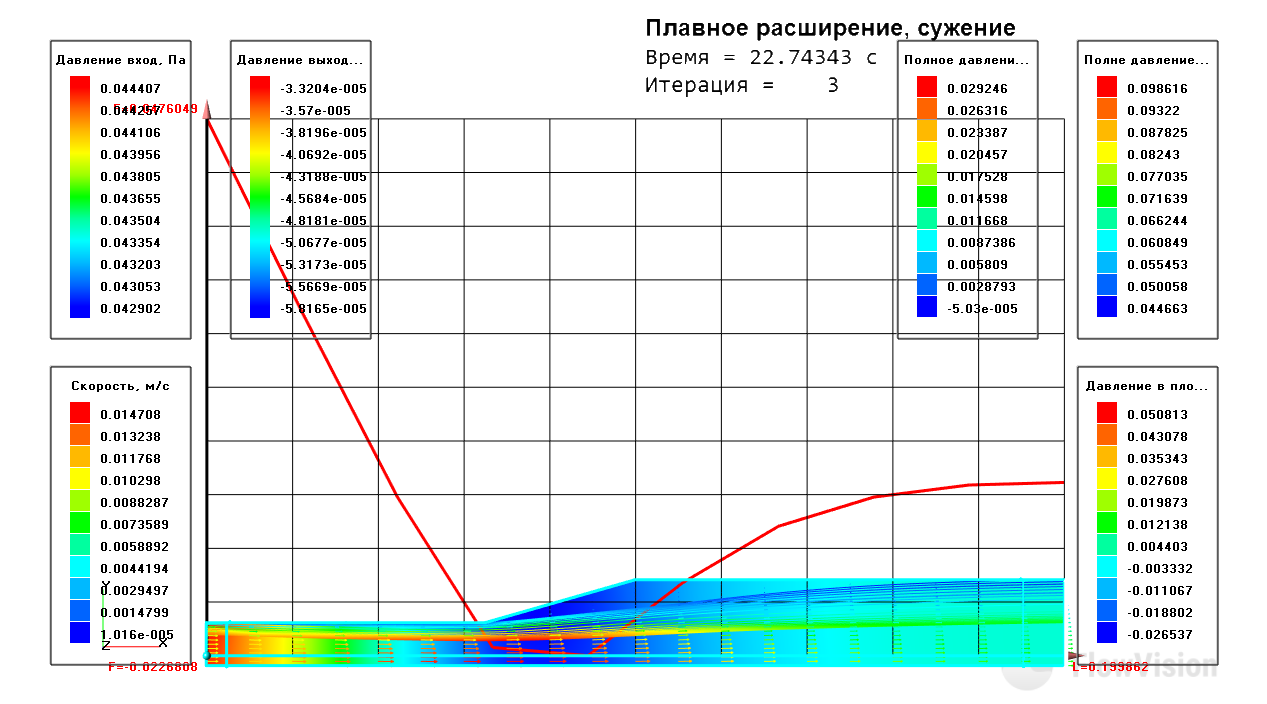 Плавное расширение, сужение
Время = 22.74343 с
Итерация = 3
Давление вход, Па
0.044407
0.044257
0.044106
0.043956
0.043805
0.043655
0.043504
0.043354
0.043203
0.043053
0.042902
Давление выход...
-3.3204e-005
-3.57e-005
-3.8196e-005
-4.0692e-005
-4.3188e-005
-4.5684e-005
-4.8181e-005
-5.0677e-005
-5.3173e-005
-5.5669e-005
-5.8165e-005
Полное давлени...
0.029246
0.026316
0.023387
0.020457
0.017528
0.014598
0.011668
0.0087386
0.005809
0.0028793
-5.03e-005
Полне давление...
0.098616
0.09322
0.087825
0.08243
0.077035
0.071639
0.066244
0.060849
0.055453
0.050058
0.044663
F=0.0476049
Скорость, м/с
0.014708
0.013238
0.011768
0.010298
0.0088287
0.0073589
0.0058892
0.0044194
0.0029497
0.0014799
1.016e-005
Y
Z
X
F=-0.0226808
Давление в пло...
0.050813
0.043078
0.035343
0.027608
0.019873
0.012138
0.004403
-0.003332
-0.011067
-0.018802
-0.026537
L=0.199862
FlowVision